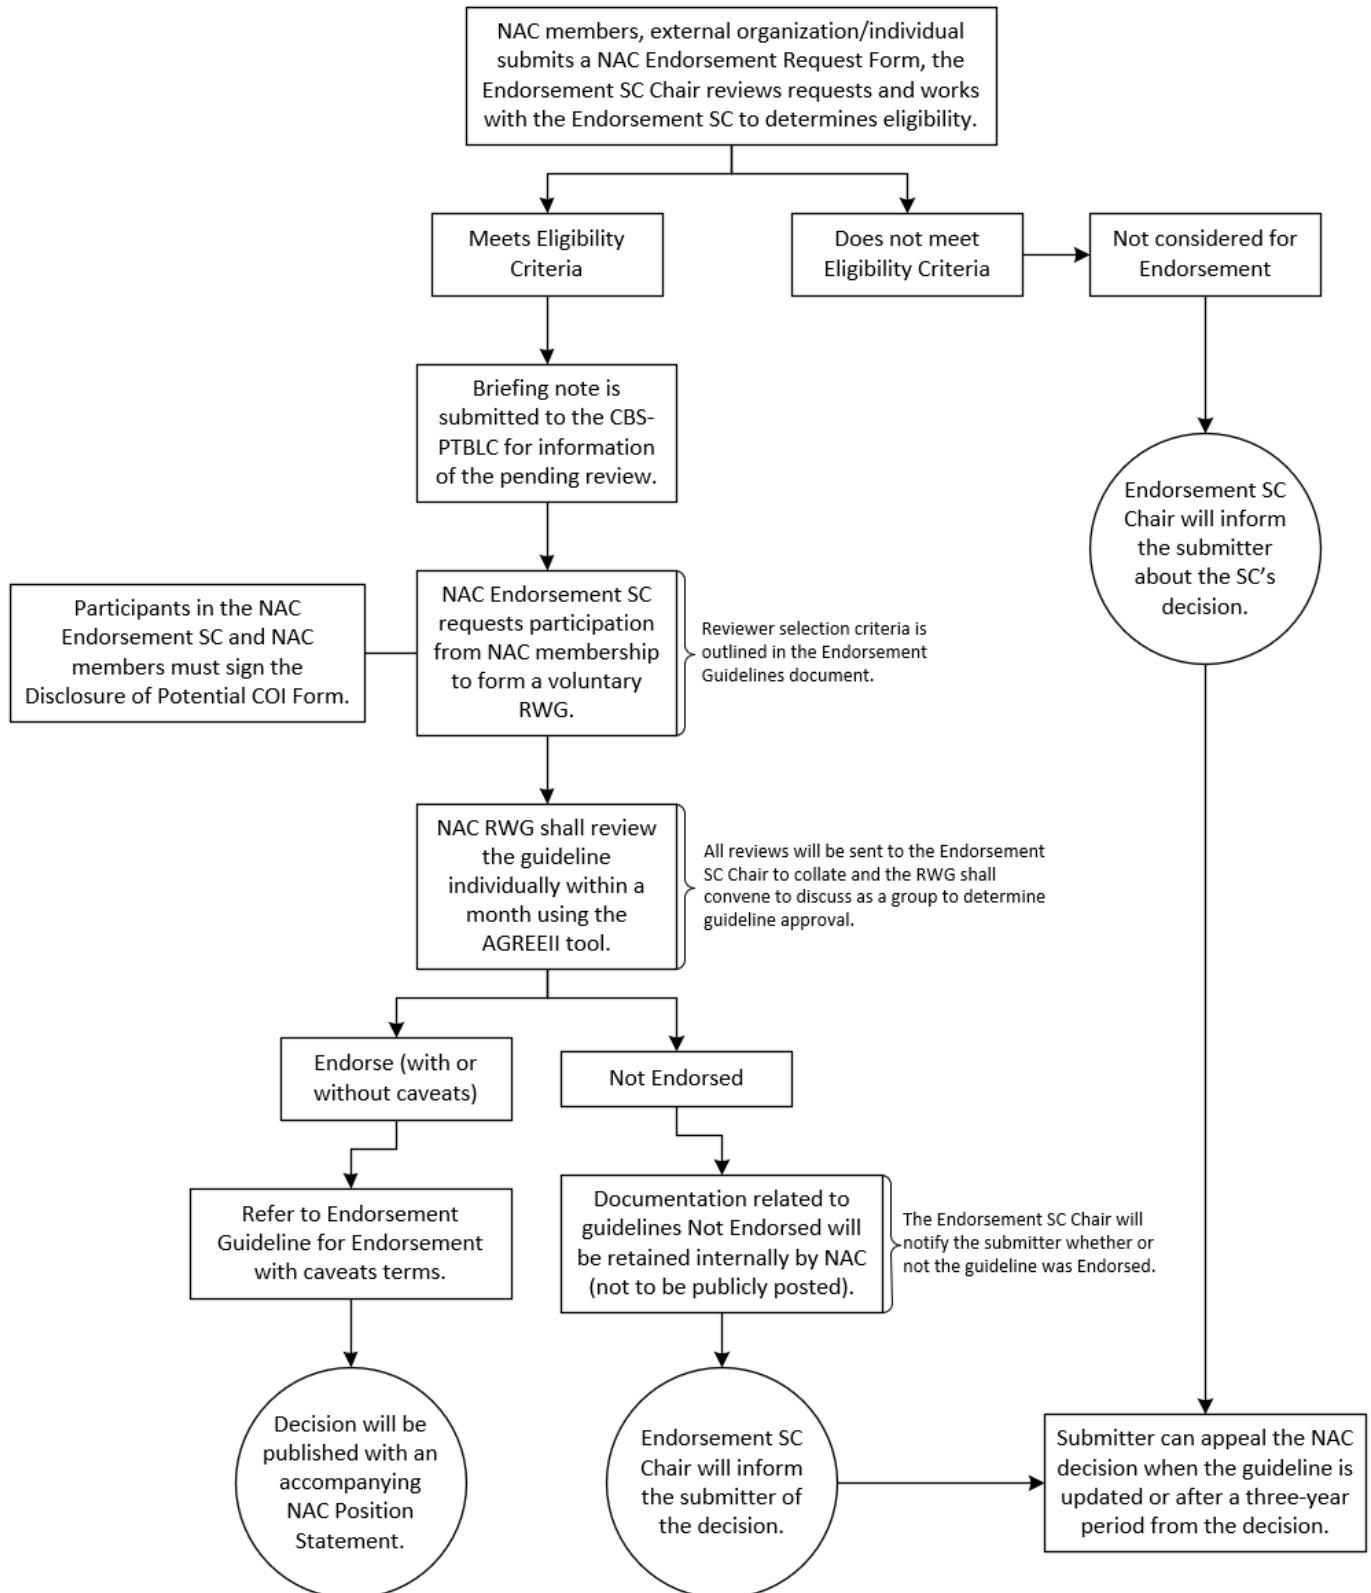 NAC members, external organization/individual
submits a NAC Endorsement Request Form, the
Endorsement SC Chair reviews requests and works
with the Endorsement SC to determines eligibility.
Meets Eligibility
Criteria
Does not meet
Eligibility Criteria
Not considered for
Endorsement
Briefing note is
submitted to the CBS-
PTBLC for information
of the pending review.
Endorsement SC
Chair will inform
the submitter
about the SC’s
decision.
Participants in the NAC
Endorsement SC and NAC
members must sign the
Disclosure of Potential COI Form.
NAC Endorsement SC
requests participation
from NAC membership
to form a voluntary
RWG.
Reviewer selection criteria is
outlined in the Endorsement
Guidelines document.
NAC RWG shall review
the guideline
individually within a
month using the
AGREEII tool.
All reviews will be sent to the Endorsement
SC Chair to collate and the RWG shall
convene to discuss as a group to determine
guideline approval.
Endorse (with or
without caveats)
Not Endorsed
Refer to Endorsement
Guideline for Endorsement
with caveats terms.
Documentation related to
guidelines Not Endorsed will
be retained internally by NAC
(not to be publicly posted).
The Endorsement SC Chair will
notify the submitter whether or
not the guideline was Endorsed.
Decision will be
published with an
accompanying
NAC Position
Statement.
Endorsement SC
Chair will inform
the submitter of
the decision.
Submitter can appeal the NAC
decision when the guideline is
updated or after a three-year
period from the decision.